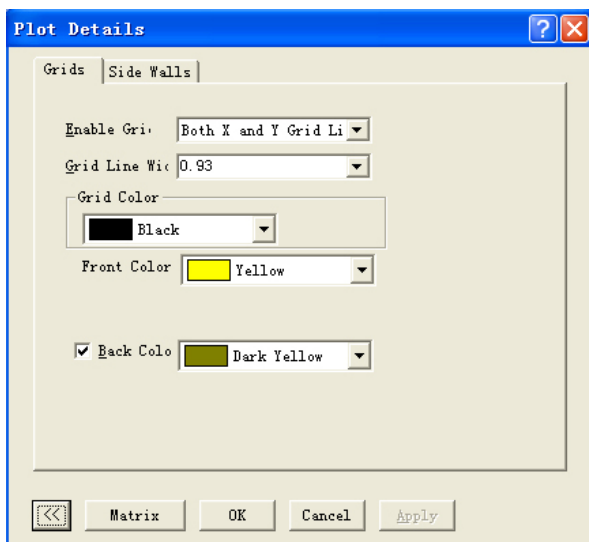 Plot Details
Grids Side Walls
Enable Gri
Both X and Y Grid Li
Grid Line Wi
0.93
Grid Color
Black
Front Color
Yellow
Back Colo
Dark Yellow
<< Matrix OK Cancel Apply